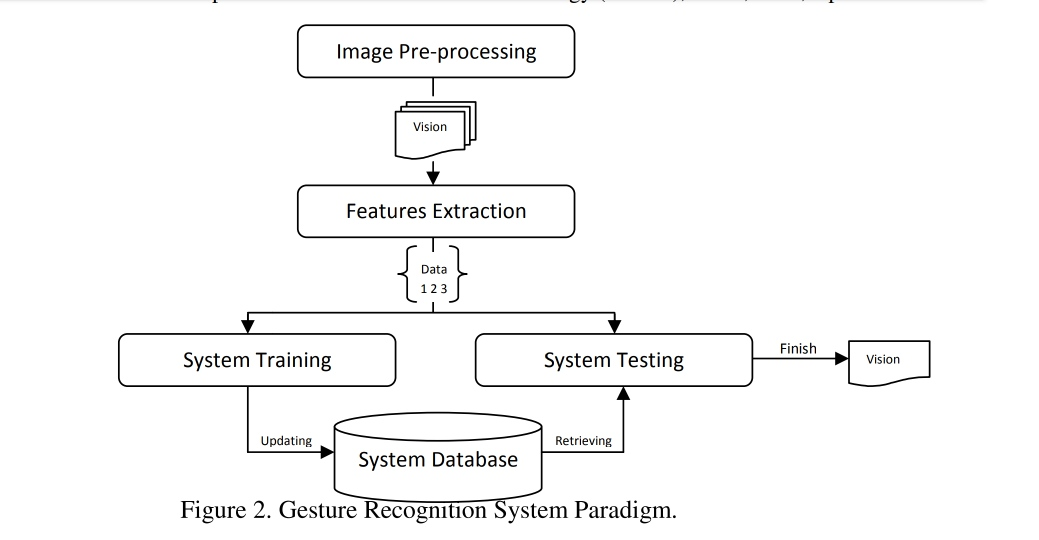 Image Pre-processing
Vision
Features Extraction
Data
1 2 3
System Training
System Testing
Finish
Vision
Updating
System Database
Retrieving
Figure 2. Gesture Recognition System Paradigm.